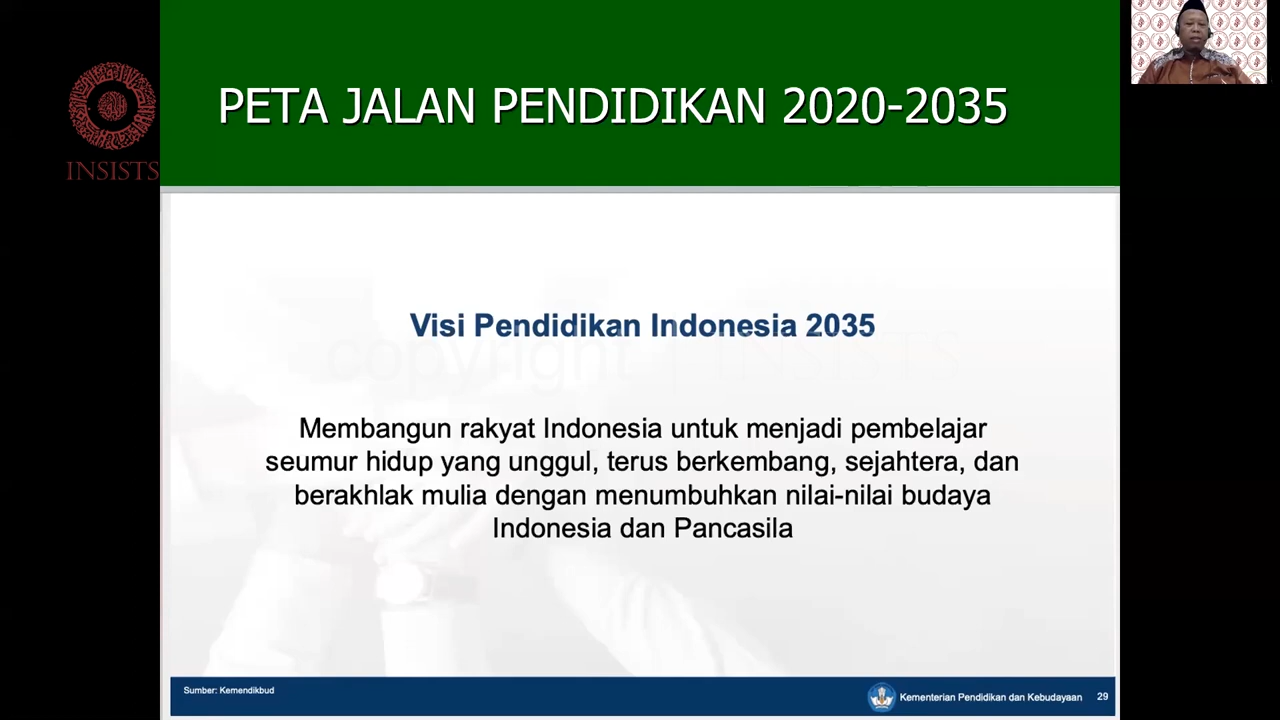 PETA JALAN PENDIDIKAN 2020-2035
INSISTS
Visi Pendidikan Indonesia 2035
copyright | INSISTS
Membangun rakyat Indonesia untuk menjadi pembelajar
seumur hidup yang unggul, terus berkembang, sejahtera, dan
berakhlak mulia dengan menumbuhkan nilai-nilai budaya
Indonesia dan Pancasila
Sumber: Kemendikbud
Kementerian Pendidikan dan Kebudayaan 29